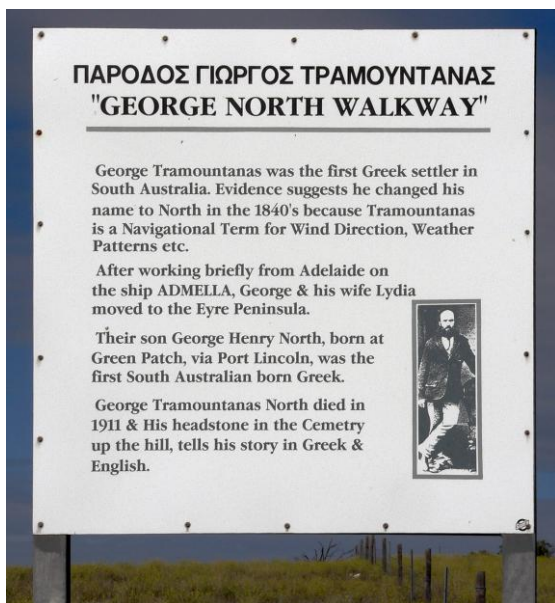 ΠΑΡΟΔΟΣ ΓΙΩΡΓΟΣ ΤΡΑΜΟΥΝΤΑΝΑΣ
"GEORGE NORTH WALKWAY"
George Tramountanas was the first Greek settler in
South Australia. Evidence suggests he changed his
name to North in the 1840's because Tramountanas
is a Navigational Term for Wind Direction, Weather
Patterns etc.
After working briefly from Adelaide on
the ship ADMELLA, George & his wife Lydia
moved to the Eyre Peninsula.
Their son George Henry North, born at
Green Patch, via Port Lincoln, was the
first South Australian born Greek.
George Tramountanas North died in
1911 & His headstone in the Cemetry
up the hill, tells his story in Greek &
English.